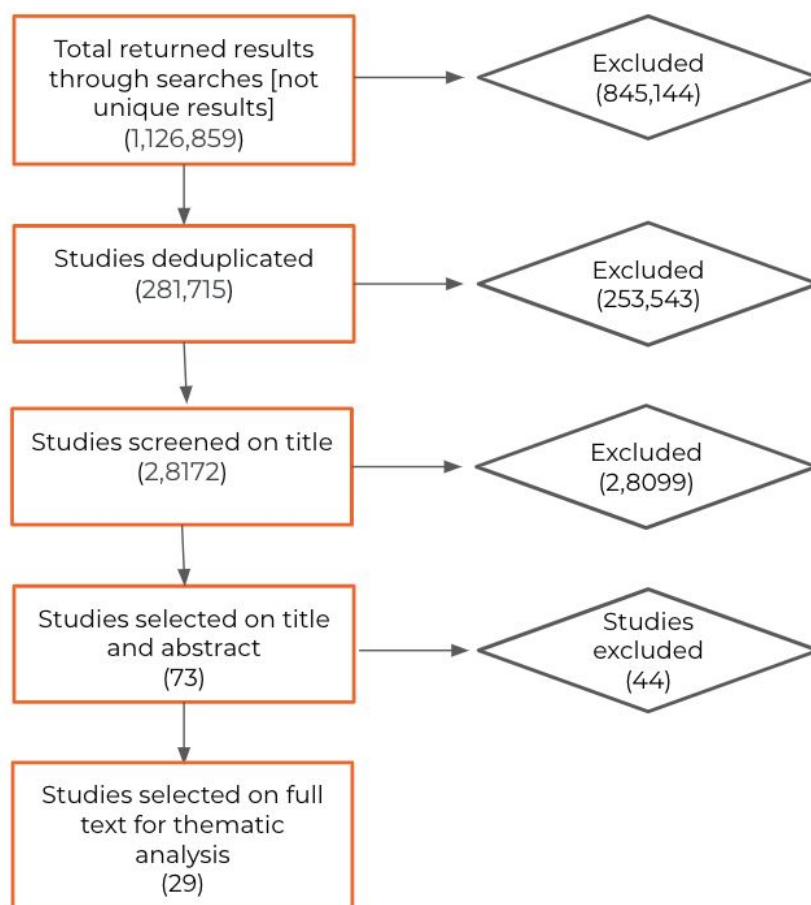 Total returned results
through searches [not
unique results]
(1,126,859)
Excluded
(845,144)
Studies deduplicated
(281,715)
Excluded
(253,543)
Studies screened on title
(2,8172)
Excluded
(2,8099)
Studies selected on title
and abstract
(73)
Studies
excluded
(44)
Studies selected on full
text for thematic
analysis
(29)